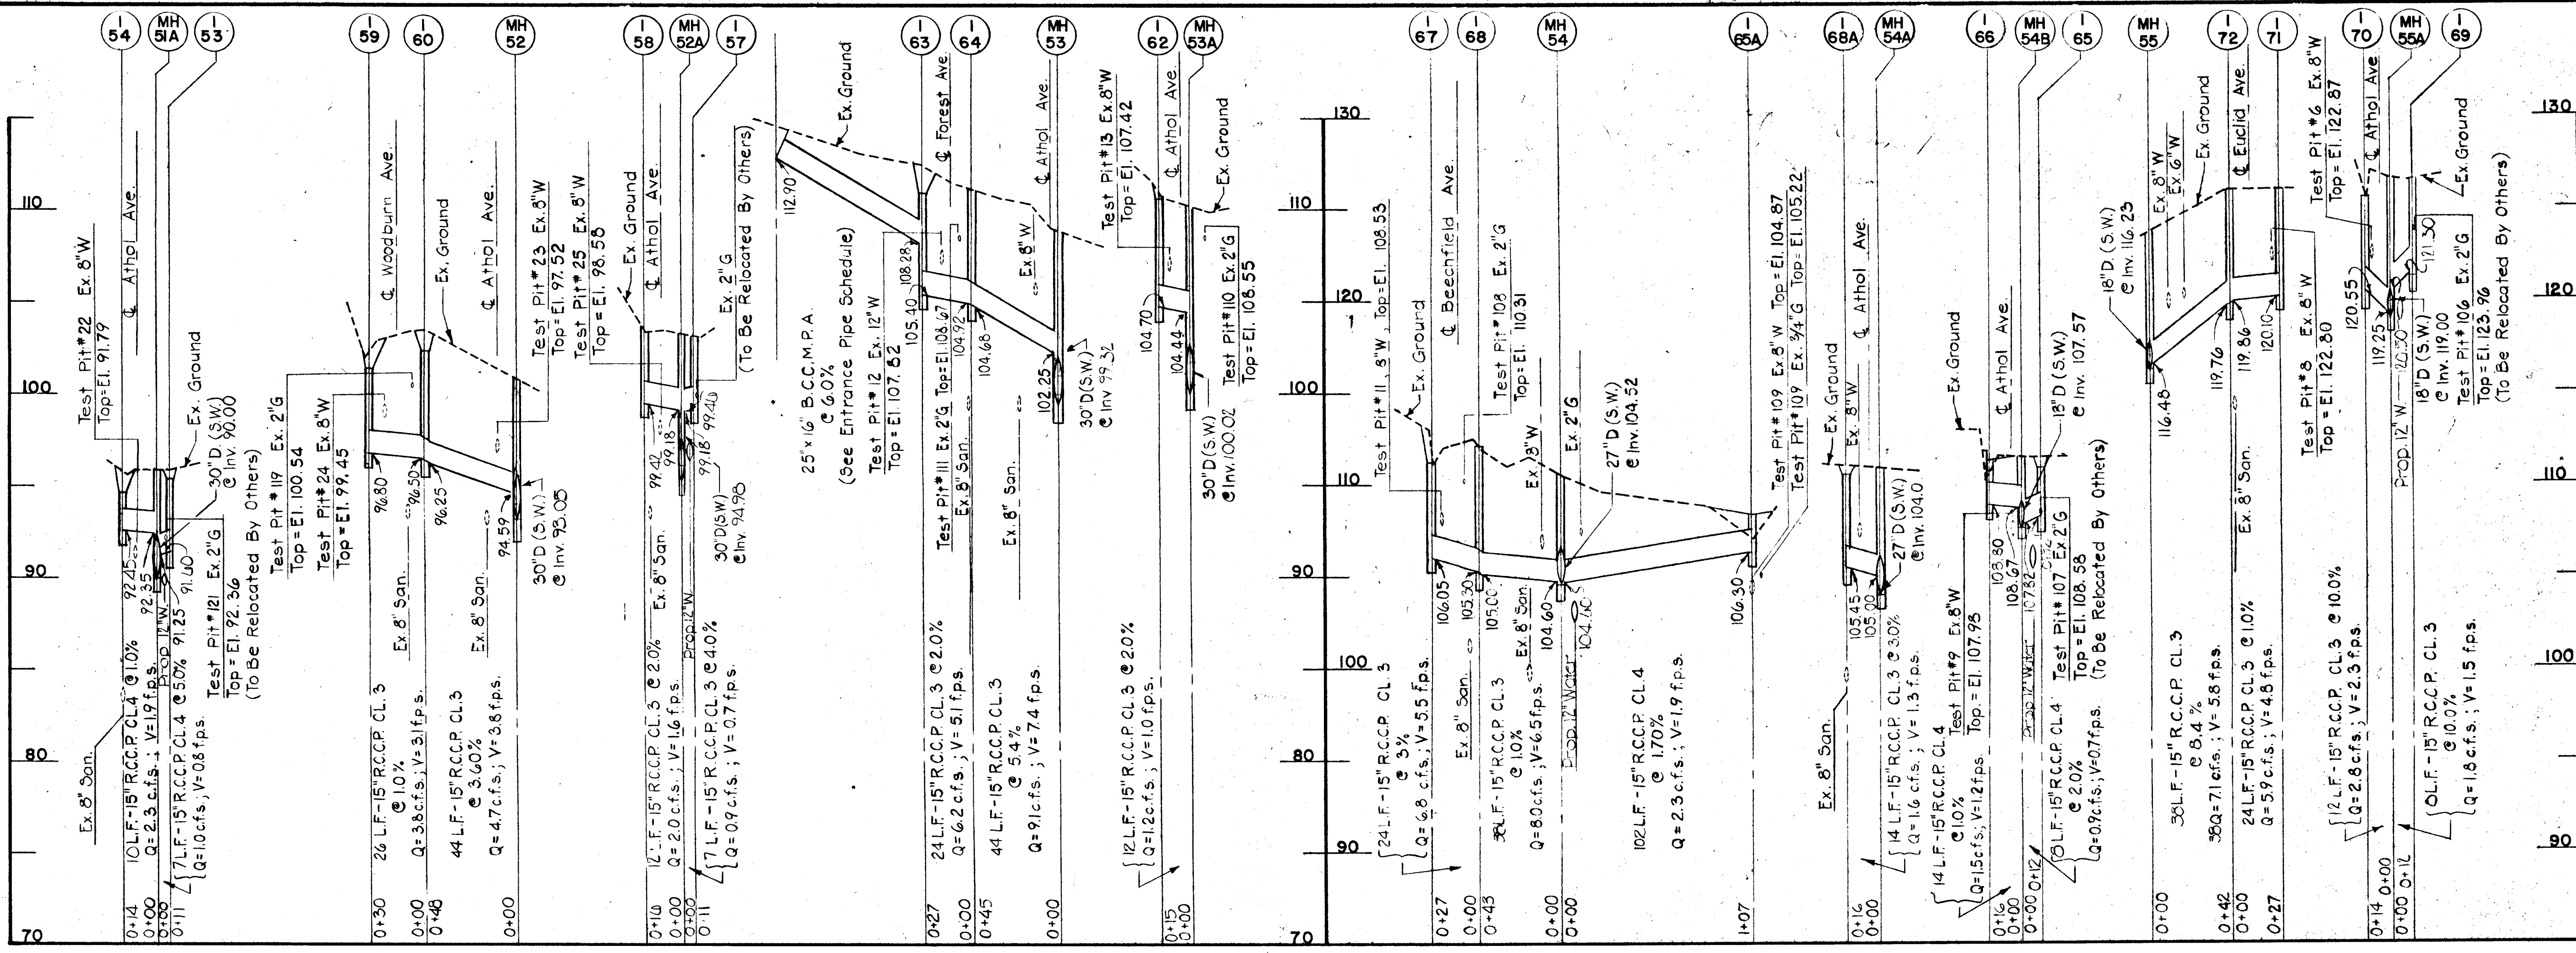 I 54
MH 51A
I 53
I 59
I 60
MH 52
I 58
MH 52A
I 57
I 63
I 64
MH 53
I 62
MH 53A
I 67
I 68
MH 54
I 65A
I 68A
MH 54A
I 66
MH 54B
I 65
MH 55
I 72
I 71
I 70
MH 55A
I 69
110
100
90
80
70
Test Pit#22 Ex. 8"W
Top=El. 91.79
℄ Athol Ave.
Ex. Ground
30"D. (S.W.)
@ Inv. 90.00
92.45
92.35
Prop. 12"W.
91.25
91.60
Test Pit #121 Ex. 2"G
Top = El. 92.36
(To Be Relocated By Others)
Ex. 8" San.
10 L.F.-15" R.C.C.P. CL.4 @ 1.0%
Q = 2.3 c.f.s. ; V=1.9 f.p.s.
7 L.F.-15" R.C.C.P. CL.4 @ 5.0%
Q=1.0 c.f.s.; V=0.8 f.p.s.
0+14
0+00
0+00
0+11
℄ Woodburn Ave.
Ex. Ground
℄ Athol Ave.
Test Pit #119 Ex. 2"G
Top = El. 100.54
Test Pit #24 Ex. 8"W
Top = El. 99.45
96.80
96.50
96.25
94.59
Test Pit #23 Ex. 8"W
Top = El. 97.52
30"D (S.W.)
@ Inv. 93.05
Ex. 8" San.
Ex. 8" San.
26 L.F.-15" R.C.C.P. CL.3
@ 1.0%
Q = 3.8 c.f.s.; V=3.1 f.p.s.
44 L.F.-15" R.C.C.P. CL.3
@ 3.60%
Q = 4.7 c.f.s.; V=3.8 f.p.s.
0+30
0+00
0+48
0+00
Test Pit #25 Ex. 8"W
Top = El. 98.58
Ex. Ground
℄ Athol Ave.
Ex. 2"G
(To Be Relocated By Others)
99.42
99.18
99.18
99.46
30"D(S.W.)
@ Inv. 94.98
Ex. 8" San.
Prop. 12"W
12 L.F.-15" R.C.C.P. CL.3 @ 2.0%
Q = 2.0 c.f.s.; V=1.6 f.p.s.
7 L.F.-15" R.C.C.P. CL.3 @ 4.0%
Q=0.9 c.f.s.; V=0.7 f.p.s.
0+16
0+00
0+00
0+11
112.90
Ex. Ground
℄ Forest Ave.
℄ Athol Ave.
25" x 16" B.C.C.M.P.A.
@ 6.0%
(See Entrance Pipe Schedule)
Test Pit #12 Ex. 12"W
Top = El. 107.82
108.28
105.40
Test Pit #111 Ex. 2"G Top=El. 108.67
104.92
104.68
Ex. 8" San.
Ex. 8" San.
Ex 8" W
102.25
30"D(S.W.)
@ Inv 99.32
24 L.F.-15" R.C.C.P. CL.3 @ 2.0%
Q = 6.2 c.f.s.; V = 5.1 f.p.s.
44 L.F.-15" R.C.C.P. CL.3
@ 5.4%
Q= 9.1 c.f.s.; V= 7.4 f.p.s.
0+27
0+00
0+45
0+00
Test Pit #13 Ex. 8"W
Top = El. 107.42
℄ Athol Ave.
Ex. Ground
104.70
104.44
Test Pit #110 Ex. 2"G
Top = El. 108.55
30"D (S.W.)
@ Inv. 100.02
12 L.F.-15" R.C.C.P. CL.3 @ 2.0%
Q=1.2 c.f.s.; V=1.0 f.p.s.
0+15
0+00
130
120
110
100
90
110
100
90
80
70
Test Pit #11, 8"W, Top=El. 108.53
Ex. Ground
℄ Beechfield Ave.
Test Pit #108 Ex. 2"G
Top = El. 110.31
Ex. 8"W
Ex. 2"G
27"D (S.W.)
@ Inv. 104.52
106.05
105.30
105.00
104.60
104.60
106.30
Ex. 8" San.
Ex. 8" San.
Prop. 12" Water
24 L.F.-15" R.C.C.P. CL.3
@ 3%
Q= 6.8 c.f.s.; V=5.5 f.p.s.
38 L.F.-15" R.C.C.P. CL.3
@ 1.0%
Q=8.0 c.f.s.; V=6.5 f.p.s.
102 L.F.-15" R.C.C.P. CL.4
@ 1.70%
Q= 2.3 c.f.s.; V= 1.9 f.p.s.
0+27
0+00
0+43
0+00
0+00
1+07
Test Pit #109 Ex. 8"W Top = El. 104.87
Test Pit #109 Ex. 3/4"G Top = El. 105.22
Ex. Ground
Ex. 8"W
℄ Athol Ave.
105.45
105.00
27"D (S.W.)
@ Inv. 104.0
Ex. 8" San.
14 L.F.-15" R.C.C.P. CL.3 @ 3.0%
Q = 1.6 c.f.s.; V= 1.3 f.p.s.
0+16
0+00
Ex. Ground
℄ Athol Ave.
18"D (S.W.)
@ Inv. 107.57
Test Pit #9 Ex. 8"W
Top = El. 107.93
108.80
108.67
107.82
Prop. 12" Water
Test Pit #107 Ex. 2"G
Top = El. 108.58
(To Be Relocated By Others)
14 L.F.-15" R.C.C.P. CL.4
@ 1.0%
Q=1.5 c.f.s.; V=1.2 f.p.s.
8 L.F.-15" R.C.C.P. CL.4
@ 2.0%
Q=0.9 c.f.s.; V=0.7 f.p.s.
0+16
0+00
0+00
0+12
18"D. (S.W.)
@ Inv. 116.23
Ex. 8"W
Ex. 6"W
Ex. Ground
℄ Euclid Ave.
116.48
119.76
119.86
120.10
Test Pit #8 Ex. 8"W
Top = El. 122.80
Ex. 8" San.
38 L.F.-15" R.C.C.P. CL.3
@ 8.4%
38Q= 7.1 c.f.s.; V= 5.8 f.p.s.
24 L.F.-15" R.C.C.P. CL.3 @ 1.0%
Q= 5.9 c.f.s.; V=4.8 f.p.s.
0+00
0+42
0+00
0+27
Test Pit #6 Ex. 8"W
Top = El. 122.87
℄ Athol Ave
120.55
119.25
120.50
121.30
Ex. Ground
18"D (S.W.)
@ Inv. 119.00
Test Pit #106 Ex. 2"G
Top = El. 123.96
(To Be Relocated By Others)
Prop. 12"W
12 L.F.-15" R.C.C.P. CL.3 @ 10.0%
Q= 2.8 c.f.s.; V= 2.3 f.p.s.
8 L.F.-15" R.C.C.P. CL.3
@ 10.0%
Q= 1.8 c.f.s.; V= 1.5 f.p.s.
0+14
0+00
0+00
0+12
130
120
110
100
90